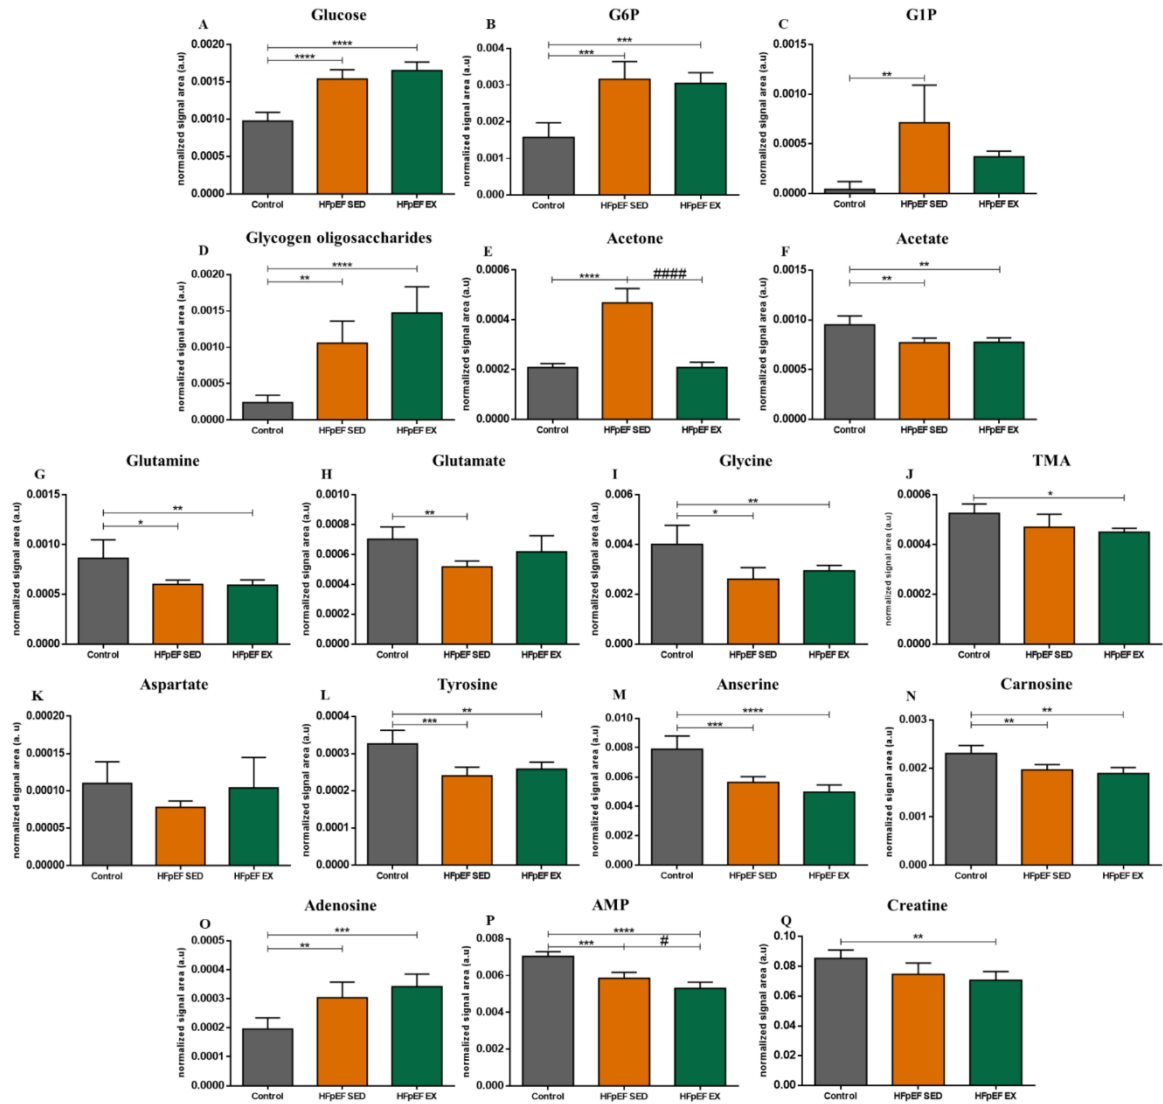 Glucose
G6P
G1P
A
B
C
normalized signal area (a.u)
0.0020
0.0015
0.0010
0.0005
0.0000
****
****
Control
HFpEF SED
HFpEF EX
normalized signal area (a.u)
0.004
0.003
0.002
0.001
0.000
***
***
Control
HFpEF SED
HFpEF EX
normalized signal area (a.u)
0.0015
0.0010
0.0005
0.0000
**
Control
HFpEF SED
HFpEF EX
Glycogen oligosaccharides
Acetone
Acetate
D
E
F
normalized signal area (a.u)
0.0020
0.0015
0.0010
0.0005
0.0000
****
**
Control
HFpEF SED
HFpEF EX
normalized signal area (a.u)
0.0006
0.0004
0.0002
0.0000
****
####
Control
HFpEF SED
HFpEF EX
normalized signal area (a.u)
0.0015
0.0010
0.0005
0.0000
**
**
Control
HFpEF SED
HFpEF EX
Glutamine
Glutamate
Glycine
TMA
G
H
I
J
normalized signal area (a.u)
0.0015
0.0010
0.0005
0.0000
**
*
Control
HFpEF SED
HFpEF EX
normalized signal area (a.u)
0.0010
0.0008
0.0006
0.0004
0.0002
0.0000
**
Control
HFpEF SED
HFpEF EX
normalized signal area (a.u)
0.006
0.004
0.002
0.000
**
*
Control
HFpEF SED
HFpEF EX
normalized signal area (a.u)
0.0006
0.0004
0.0002
0.0000
*
Control
HFpEF SED
HFpEF EX
Aspartate
Tyrosine
Anserine
Carnosine
K
L
M
N
normalized signal area (a. u)
0.00020
0.00015
0.00010
0.00005
0.00000
Control
HFpEF SED
HFpEF EX
normalized signal area (a.u)
0.0004
0.0003
0.0002
0.0001
0.0000
**
***
Control
HFpEF SED
HFpEF EX
normalized signal area (a.u)
0.010
0.008
0.006
0.004
0.002
0.000
****
***
Control
HFpEF SED
HFpEF EX
normalized signal area (a.u)
0.003
0.002
0.001
0.000
**
**
Control
HFpEF SED
HFpEF EX
Adenosine
AMP
Creatine
O
P
Q
normalized signal area (a.u)
0.0005
0.0004
0.0003
0.0002
0.0001
0.0000
***
**
Control
HFpEF SED
HFpEF EX
normalized signal area (a.u)
0.008
0.006
0.004
0.002
0.000
****
***
#
Control
HFpEF SED
HFpEF EX
normalized signal area (a.u)
0.10
0.08
0.06
0.04
0.02
0.00
**
Control
HFpEF SED
HFpEF EX